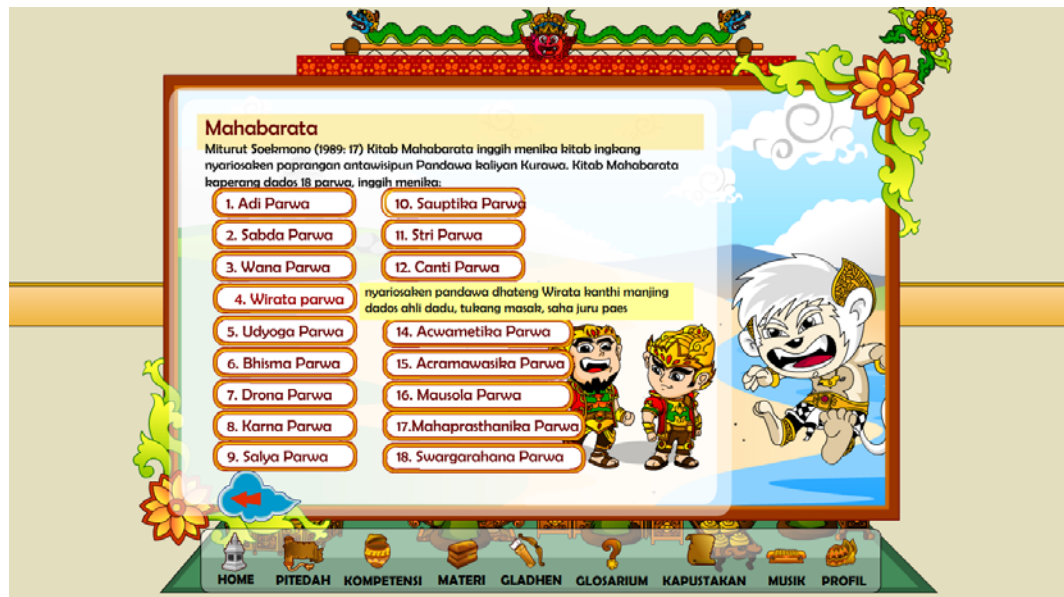 X
Mahabarata
Miturut Soekmono (1989: 17) Kitab Mahabarata inggih menika kitab ingkang
nyariosaken paprangan antawisipun Pandawa kaliyan Kurawa. Kitab Mahabarata
kaperang dados 18 parwa, inggih menika:
1. Adi Parwa
2. Sabda Parwa
3. Wana Parwa
4. Wirata parwa
nyariosaken pandawa dhateng Wirata kanthi manjing
dados ahli dadu, tukang masak, saha juru paes
5. Udyoga Parwa
6. Bhisma Parwa
7. Drona Parwa
8. Karna Parwa
9. Salya Parwa
10. Sauptika Parwa
11. Stri Parwa
12. Canti Parwa
14. Acwametika Parwa
15. Acramawasika Parwa
16. Mausola Parwa
17.Mahaprasthanika Parwa
18. Swargarahana Parwa
HOME PITEDAH KOMPETENSI MATERI GLADHEN GLOSARIUM KAPUSTAKAN MUSIK PROFIL